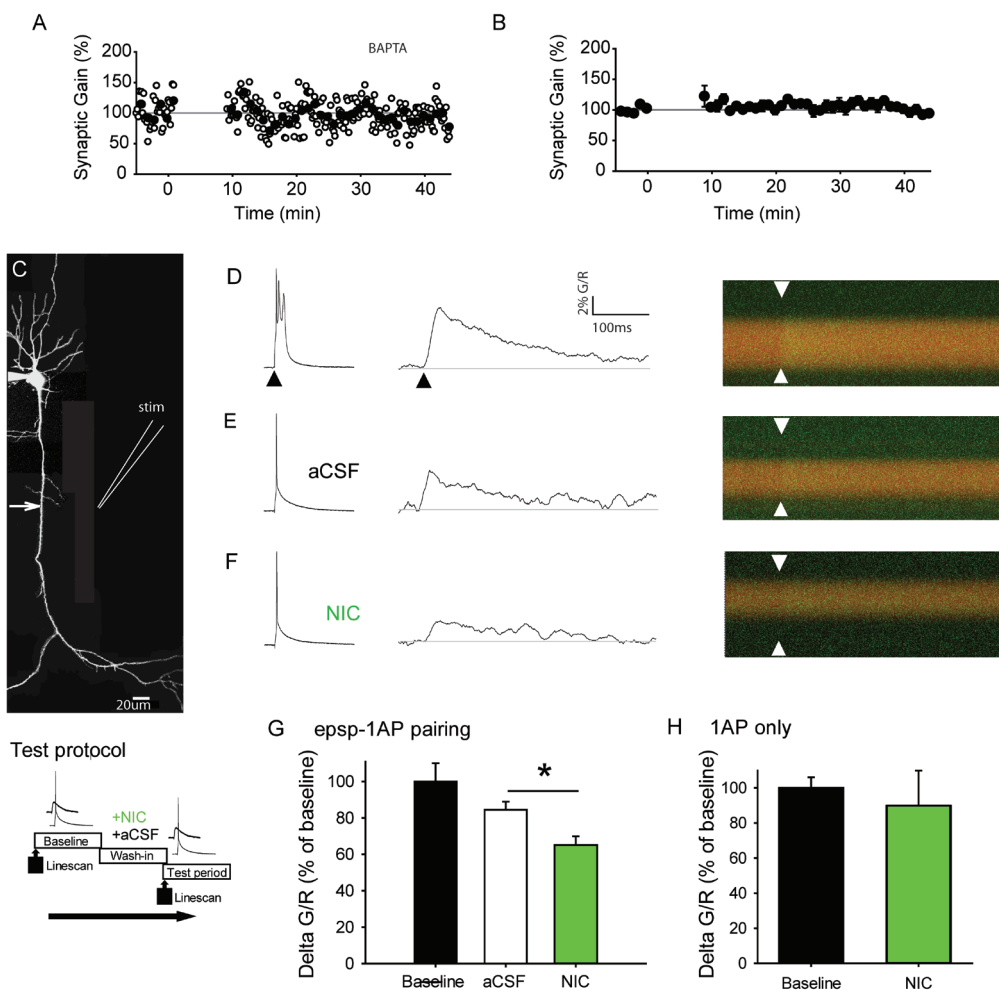 A
BAPTA
Synaptic Gain (%)
200
150
100
50
0
0 10 20 30 40
Time (min)
B
Synaptic Gain (%)
200
150
100
50
0
0 10 20 30 40
Time (min)
C
stim
20um
D
2% G/R
100ms
E
aCSF
F
NIC
Test protocol
+NIC
+aCSF
Baseline
Wash-in
Test period
Linescan
Linescan
G epsp-1AP pairing
Delta G/R (% of baseline)
100
80
60
40
20
0
*
Baseline aCSF NIC
H 1AP only
Delta G/R (% of baseline)
100
80
60
40
20
0
Baseline NIC